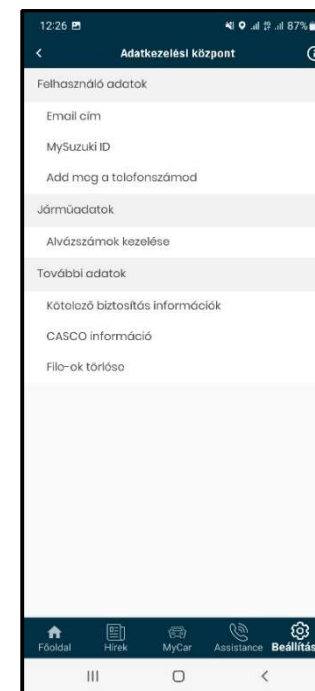 12:26 87%
Adatkezelési központ
Felhasználó adatok
Email cím
MySuzuki ID
Add meg a telefonszámod
Járműadatok
Alvázszámok kezelése
További adatok
Kötelező biztosítás információk
CASCO információ
File-ok törlése
Főoldal Hírek MyCar Assistance Beállítás